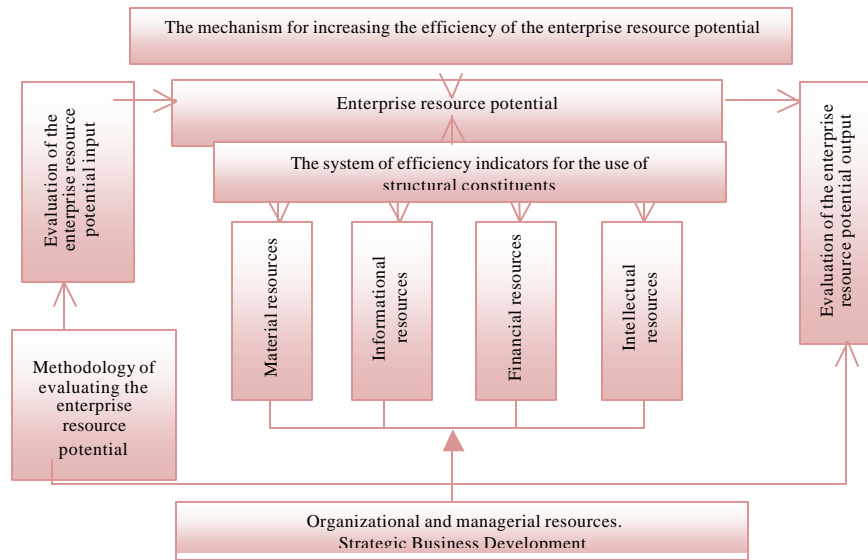 The mechanism for increasing the efficiency of the enterprise resource potential
Evaluation of the
enterprise resource
potential input
Enterprise resource potential
Evaluation of the enterprise
resource potential output
The system of efficiency indicators for the use of
structural constituents
Material resources
Informational
resources
Financial resources
Intellectual
resources
Methodology of
evaluating the
enterprise
resource
potential
Organizational and managerial resources.
Strategic Business Development